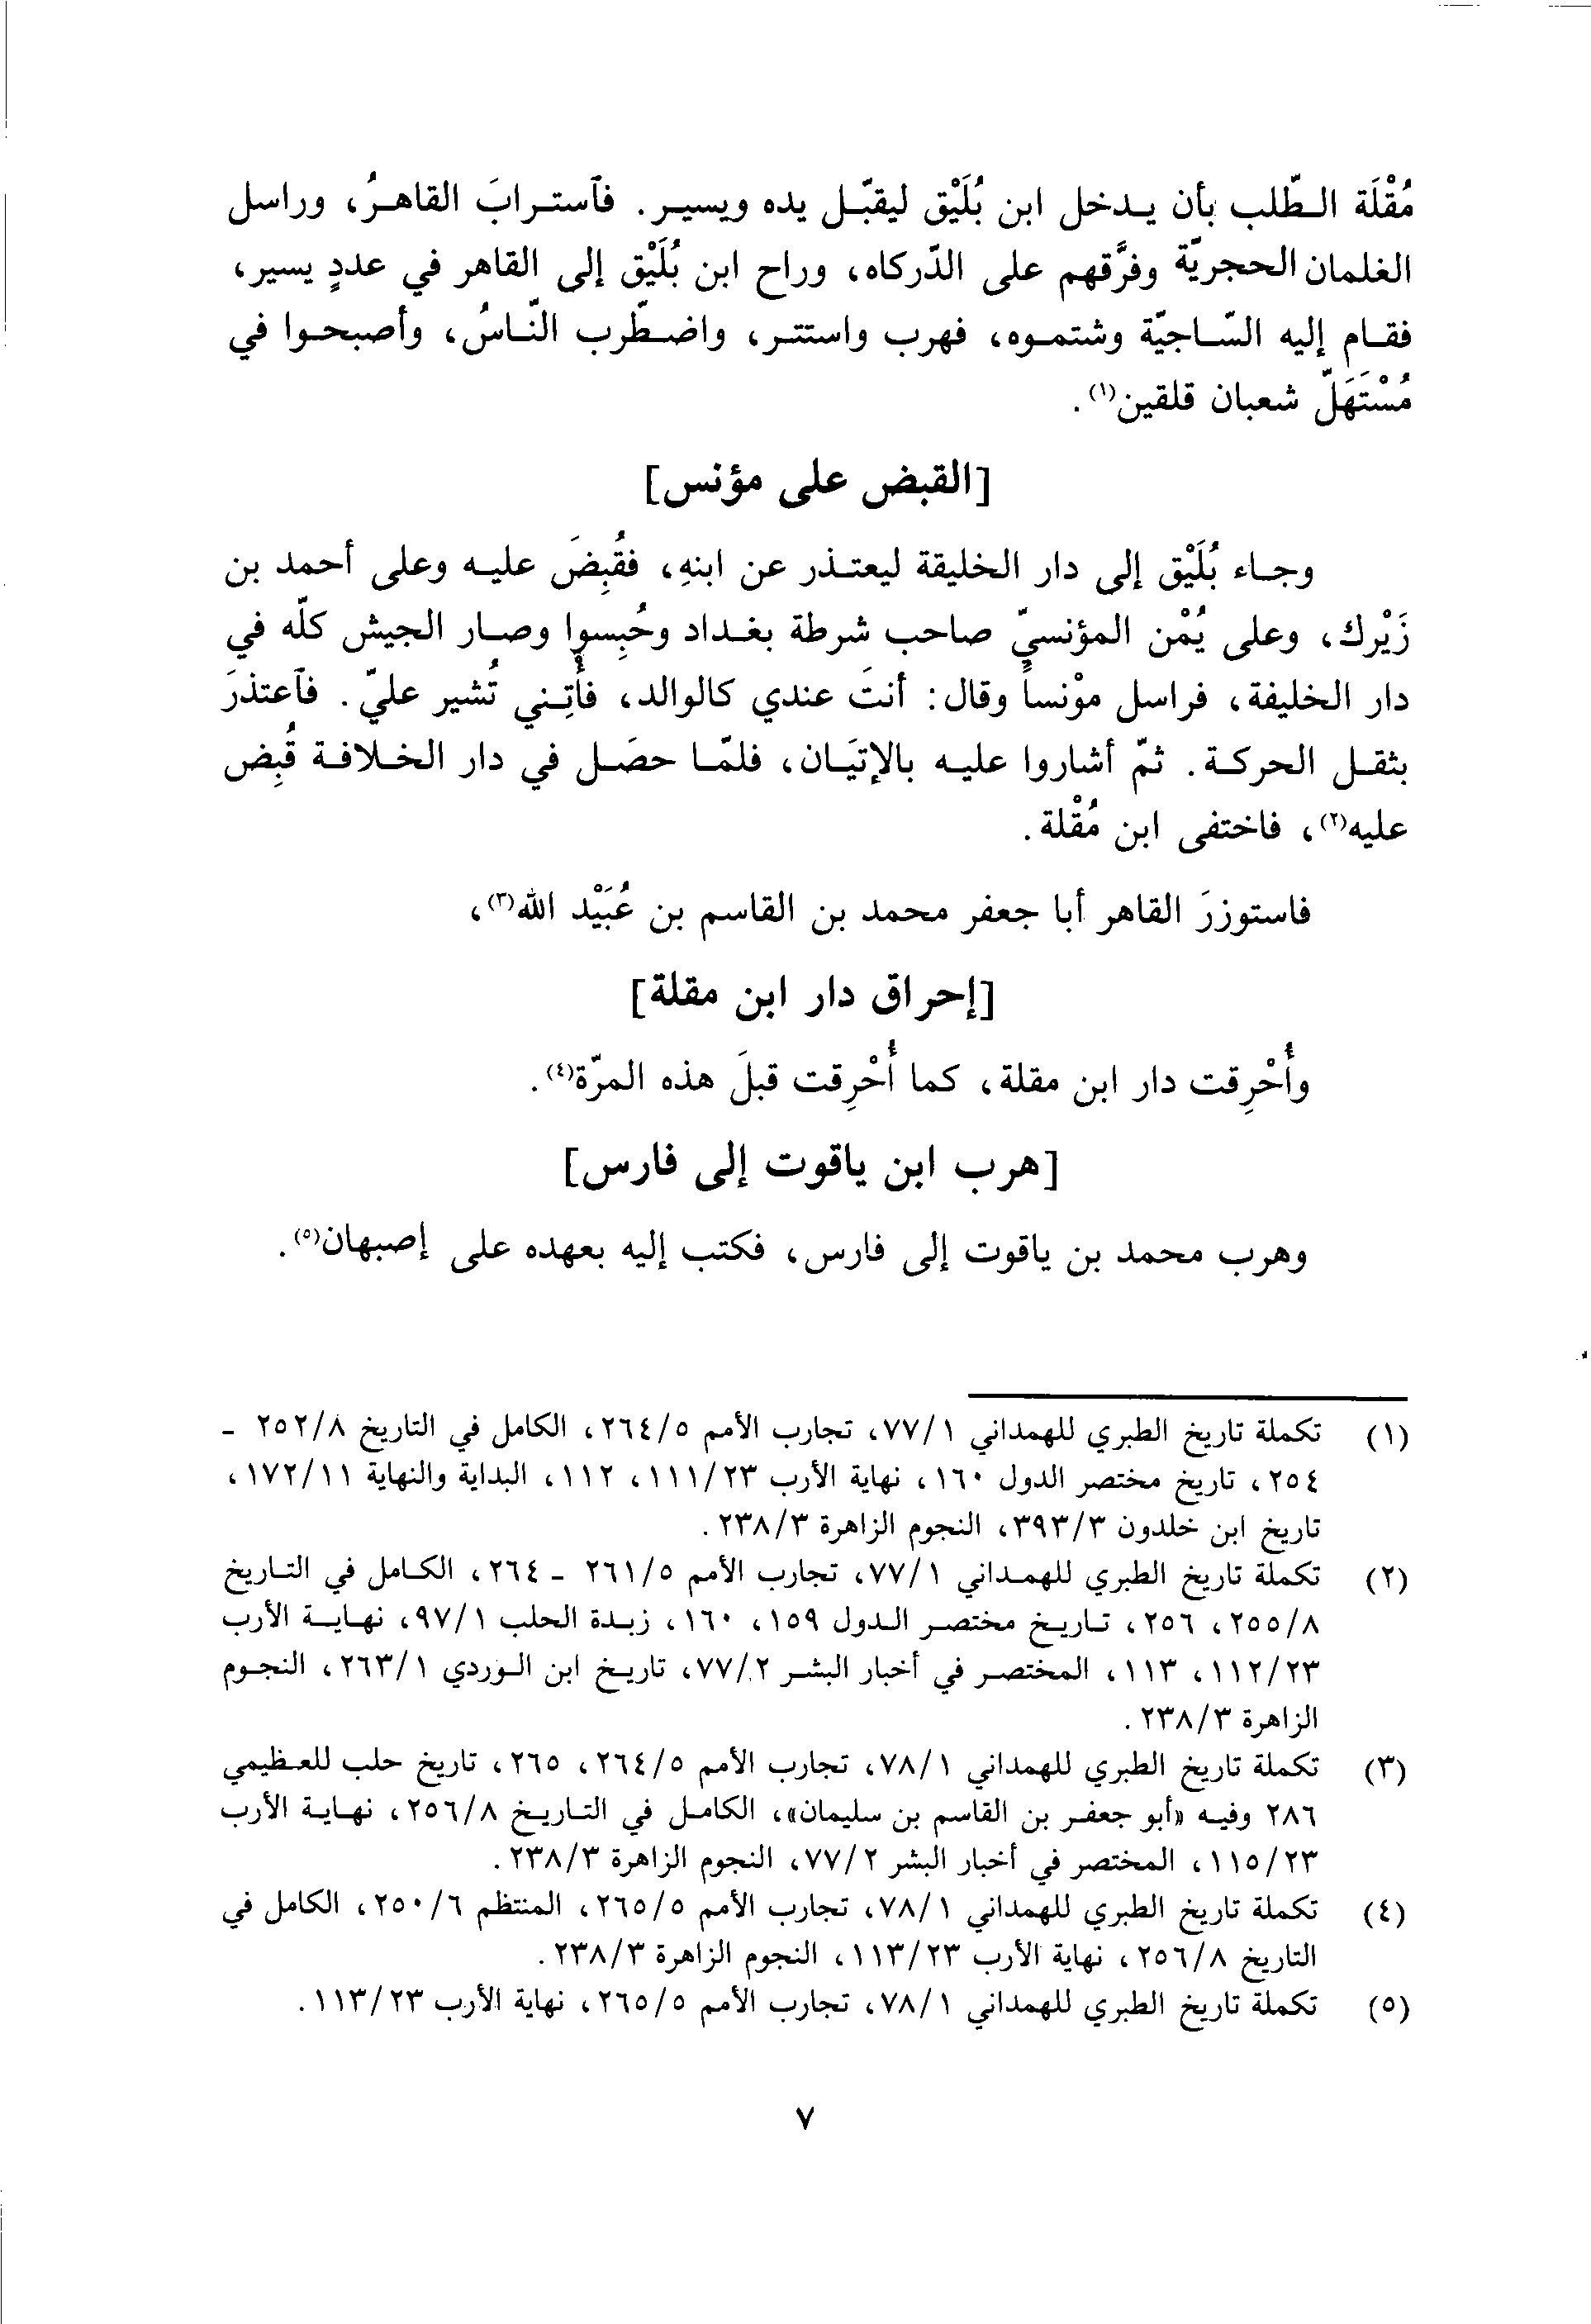 مُقْلَة الطّلب بأن يدخل ابن بُلَيْق ليقبّل يده ويسير. فآسترابَ القاهرُ، وراسل
الغلمان الحجريّة وفرَّقهم على الدّركاه، وراح ابن بُلَيْق إلى القاهر في عددٍ يسير،
فقام إليه السّاجيّة وشتموه، فهرب واستتر، واضطّرب النّاسُ، وأصبحوا في
مُسْتَهَلّ شعبان قلقين(١).
[القبض على مؤنس]
وجاء بُلَيْق إلى دار الخليقة ليعتذر عن ابنهِ، فقُبِضَ عليه وعلى أحمد بن
زَيْرك، وعلى يُمْن المؤنسيّ صاحب شرطة بغداد وحُبِسوا وصار الجيش كلّه في
دار الخليفة، فراسل مؤنساً وقال: أنتَ عندي كالوالد، فأْتِني تُشير عليّ. فآعتذرَ
بثقل الحركة. ثمّ أشاروا عليه بالإتيَان، فلمّا حصَل في دار الخلافة قُبِض
عليه(٢)، فاختفى ابن مُقْلة.
فاستوزرَ القاهر أبا جعفر محمد بن القاسم بن عُبَيْد الله(٣)،
[إحراق دار ابن مقلة]
وأُحْرِقت دار ابن مقلة، كما أُحْرِقت قبلَ هذه المرّة(٤).
[هرب ابن ياقوت إلى فارس]
وهرب محمد بن ياقوت إلى فارس، فكتب إليه بعهده على إصبهان(٥).
(١) تكملة تاريخ الطبري للهمداني ٧٧/١، تجارب الأمم ٢٦٤/٥، الكامل في التاريخ ٢٥٢/٨ -
٢٥٤، تاريخ مختصر الدول ١٦٠، نهاية الأرب ١١١/٢٣، ١١٢، البداية والنهاية ١٧٢/١١،
تاريخ ابن خلدون ٣٩٣/٣، النجوم الزاهرة ٢٣٨/٣.
(٢) تكملة تاريخ الطبري للهمداني ٧٧/١، تجارب الأمم ٢٦١/٥ - ٢٦٤، الكامل في التاريخ
٢٥٥/٨، ٢٥٦، تاريخ مختصر الدول ١٥٩، ١٦٠، زبدة الحلب ٩٧/١، نهاية الأرب
١١٢/٢٣، ١١٣، المختصر في أخبار البشر ٧٧/٢، تاريخ ابن الوردي ٢٦٣/١، النجوم
الزاهرة ٢٣٨/٣.
(٣) تكملة تاريخ الطبري للهمداني ٧٨/١، تجارب الأمم ٢٦٤/٥، ٢٦٥، تاريخ حلب للعظيمي
٢٨٦ وفيه «أبو جعفر بن القاسم بن سليمان»، الكامل في التاريخ ٢٥٦/٨، نهاية الأرب
١١٥/٢٣، المختصر في أخبار البشر ٧٧/٢، النجوم الزاهرة ٢٣٨/٣.
(٤) تكملة تاريخ الطبري للهمداني ٧٨/١، تجارب الأمم ٢٦٥/٥، المنتظم ٢٥٠/٦، الكامل في
التاريخ ٢٥٦/٨، نهاية الأرب ١١٣/٢٣، النجوم الزاهرة ٢٣٨/٣.
(٥) تكملة تاريخ الطبري للهمداني ٧٨/١، تجارب الأمم ٢٦٥/٥، نهاية الأرب ١١٣/٢٣.
٧